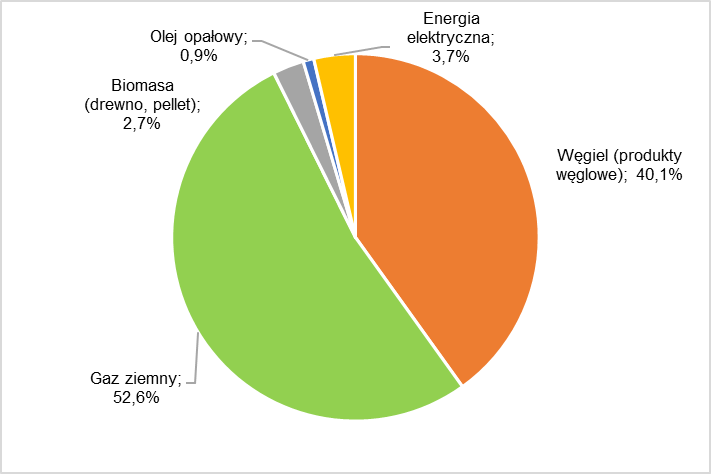 Energia
elektryczna;
3,7%
Olej opałowy;
0,9%
Biomasa
(drewno, pellet);
2,7%
Węgiel (produkty
węglowe);  40,1%
Gaz ziemny;
52,6%